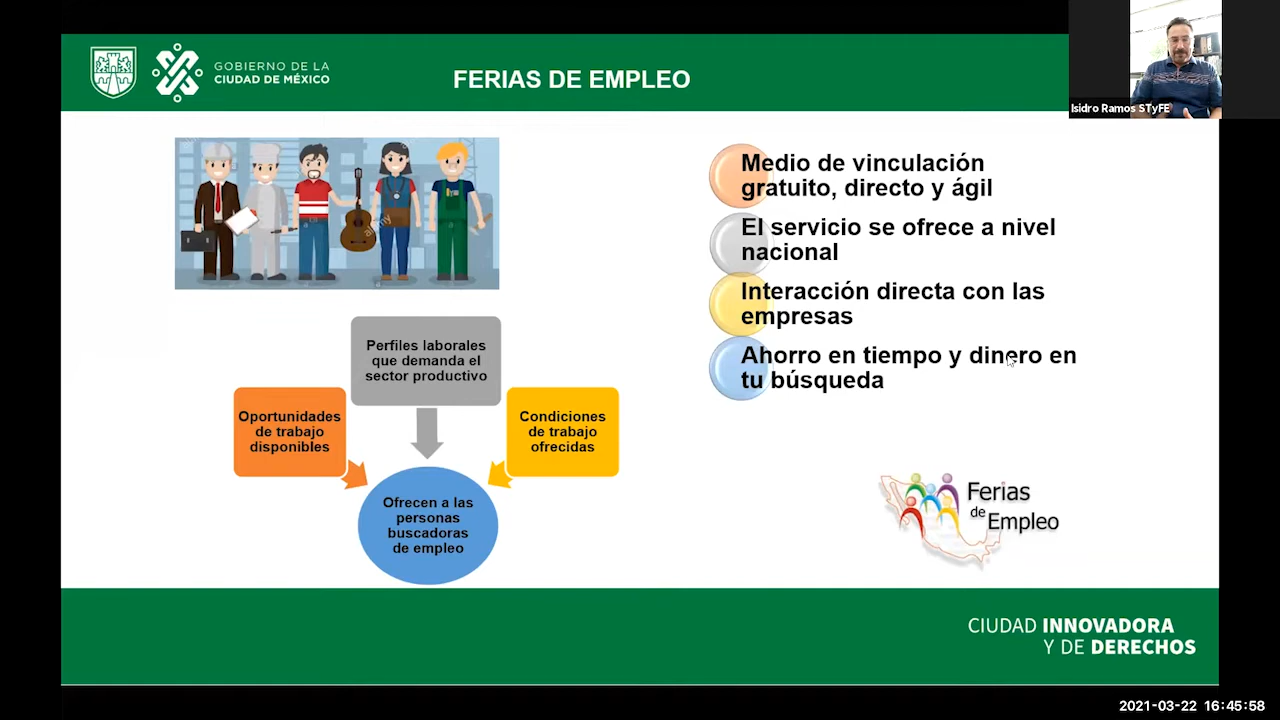 GOBIERNO DE LA
CIUDAD DE MÉXICO
FERIAS DE EMPLEO
Isidro Ramos STyFE
Medio de vinculación
gratuito, directo y ágil
El servicio se ofrece a nivel
nacional
Interacción directa con las
empresas
Ahorro en tiempo y dinero en
tu búsqueda
Perfiles laborales
que demanda el
sector productivo
Oportunidades
de trabajo
disponibles
Condiciones
de trabajo
ofrecidas
Ofrecen a las
personas
buscadoras
de empleo
Ferias
de
Empleo
CIUDAD INNOVADORA
Y DE DERECHOS
2021-03-22 16:45:58